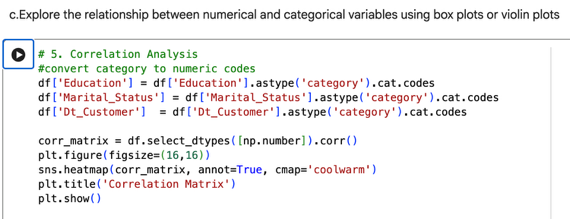 c.Explore the relationship between numerical and categorical variables using box plots or violin plots
# 5. Correlation Analysis
#convert category to numeric codes
df['Education'] = df['Education'].astype('category').cat.codes
df['Marital_Status'] = df['Marital_Status'].astype('category').cat.codes
df['Dt_Customer']  = df['Dt_Customer'].astype('category').cat.codes
corr_matrix = df.select_dtypes([np.number]).corr()
plt.figure(figsize=(16,16))
sns.heatmap(corr_matrix, annot=True, cmap='coolwarm')
plt.title('Correlation Matrix')
plt.show()